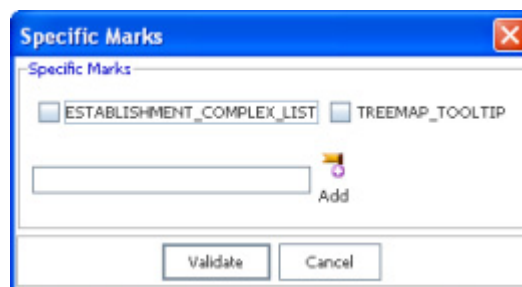 Specific Marks
Specific Marks
ESTABLISHMENT_COMPLEX_LIST TREEMAP_TOOLTIP
Add
Validate Cancel